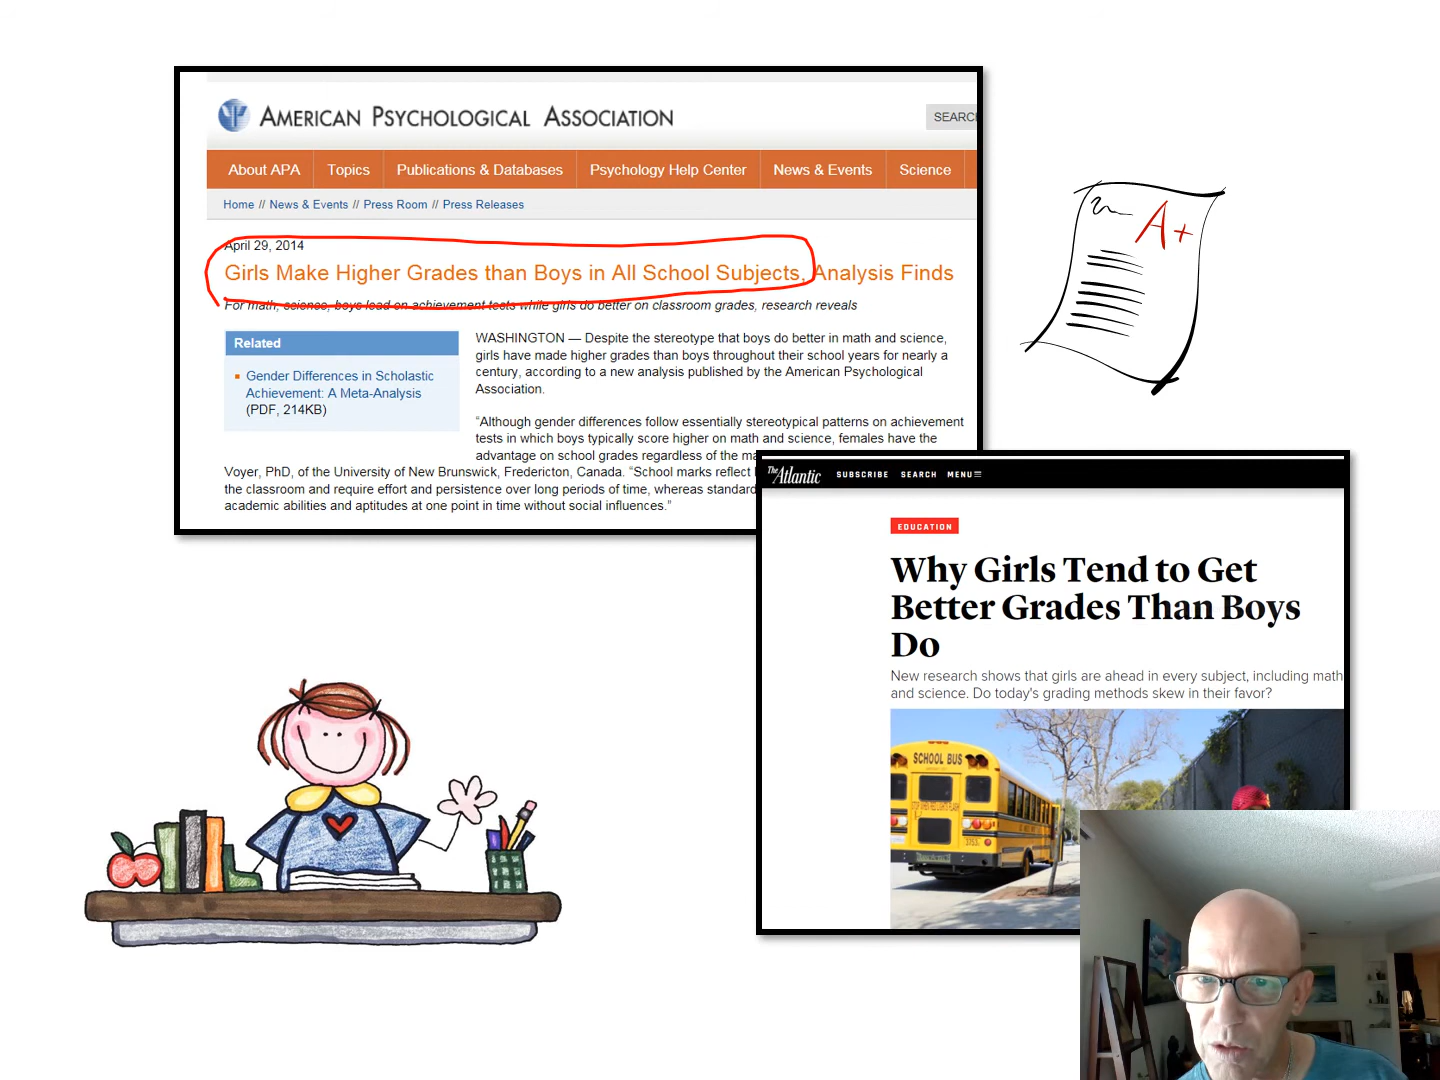 AMERICAN PSYCHOLOGICAL ASSOCIATION
About APA Topics Publications & Databases Psychology Help Center News & Events Science
Home // News & Events // Press Room // Press Releases
April 29, 2014
Girls Make Higher Grades than Boys in All School Subjects, Analysis Finds
For math, science, boys lead on achievement tests while girls do better on classroom grades, research reveals
Related
Gender Differences in Scholastic
Achievement: A Meta-Analysis
(PDF, 214KB)
WASHINGTON — Despite the stereotype that boys do better in math and science,
girls have made higher grades than boys throughout their school years for nearly a
century, according to a new analysis published by the American Psychological
Association.
“Although gender differences follow essentially stereotypical patterns on achievement
tests in which boys typically score higher on math and science, females have the
advantage on school grades regardless of the
Voyer, PhD, of the University of New Brunswick, Fredericton, Canada. “School marks reflect
the classroom and require effort and persistence over long periods of time, whereas
academic abilities and aptitudes at one point in time without social influences.”
A+
The Atlantic SUBSCRIBE SEARCH MENU
EDUCATION
Why Girls Tend to Get
Better Grades Than Boys
Do
New research shows that girls are ahead in every subject, including math
and science. Do today's grading methods skew in their favor?
SCHOOL BUS